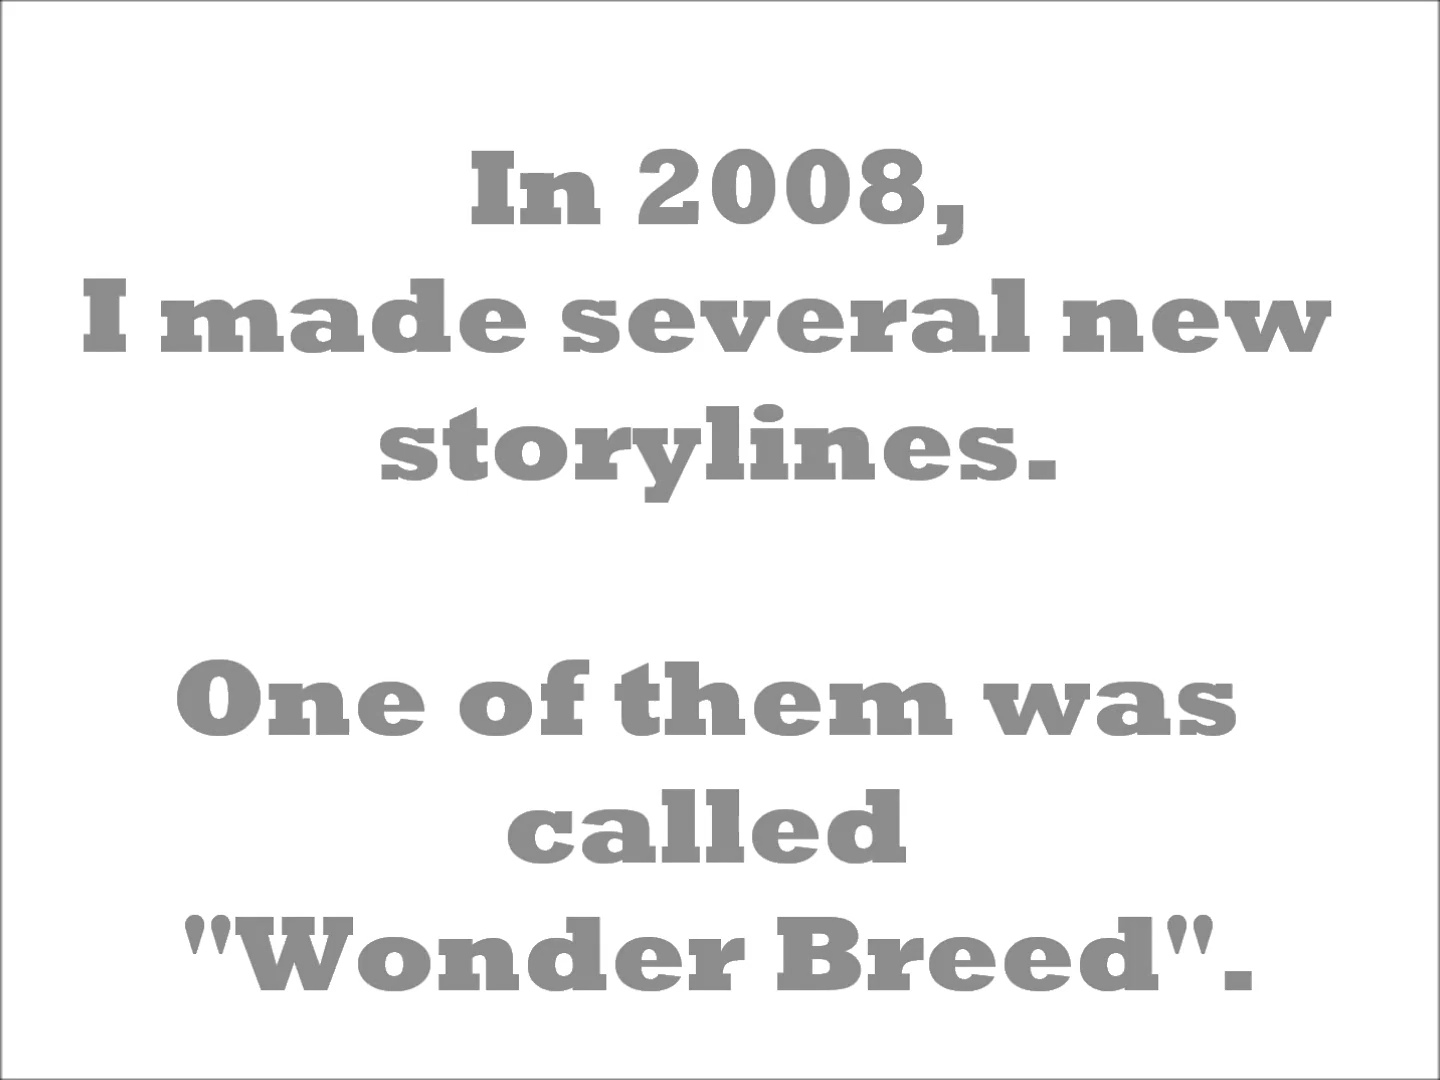 In 2008,
I made several new
storylines.
One of them was
called
"Wonder Breed".